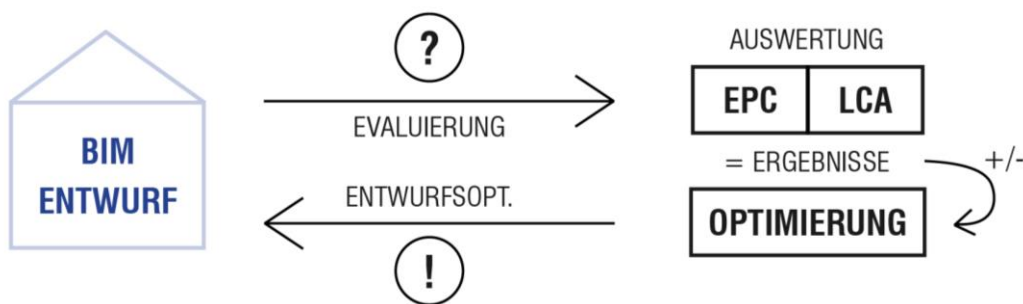 BIM
ENTWURF
?
EVALUIERUNG
ENTWURFSOPT.
!
AUSWERTUNG
EPC LCA
= ERGEBNISSE +/-
OPTIMIERUNG